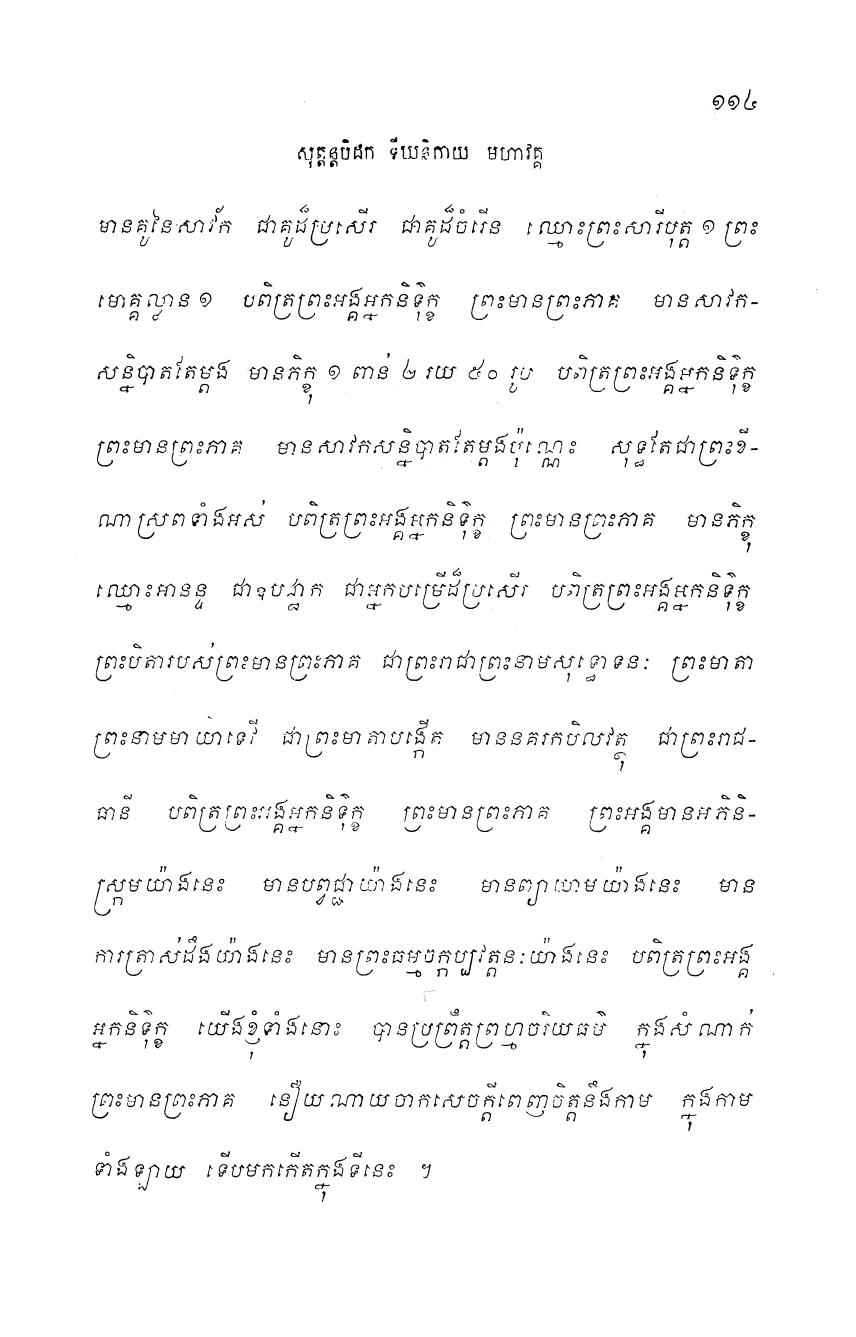 ១១៤
សុត្តន្តបិដក ទីឃនិកាយ មហាវគ្គ
មានគូនៃសាវ័ក ជាគូដ៏ប្រសើរ ជាគូដ៏ចំរើន ឈ្មោះព្រះសារីបុត្ត ១ ព្រះ
មោគ្គល្លាន ១ បពិត្រព្រះអង្គអ្នកនិទ៌ុក្ខ ព្រះមានព្រះភាគ មានសាវក-
សន្និបាតតែម្តង មានភិក្ខុ ១ ពាន់ ២ រយ ៥០ រូប បពិត្រព្រះអង្គអ្នកនិទ៌ុក្ខ
ព្រះមានព្រះភាគ មានសាវកសន្និបាតតែម្តងប៉ុណ្ណេះ សុទ្ធតែជាព្រះខី-
ណាស្រពទាំងអស់ បពិត្រព្រះអង្គអ្នកនិទ៌ុក្ខ ព្រះមានព្រះភាគ មានភិក្ខុ
ឈ្មោះអានន្ទ ជាឧបដ្ឋាក ជាអ្នកបម្រើដ៏ប្រសើរ បពិត្រព្រះអង្គអ្នកនិទ៌ុក្ខ
ព្រះបិតារបស់ព្រះមានព្រះភាគ ជាព្រះរាជាព្រះនាមសុទ្ធោទនៈ ព្រះមាតា
ព្រះនាមមាយាទេវី ជាព្រះមាតាបង្កើត មាននគរកបិលវត្ថុ ជាព្រះរាជ-
ធានី បពិត្រព្រះអង្គអ្នកនិទ៌ុក្ខ ព្រះមានព្រះភាគ ព្រះអង្គមានអភិនិ-
ស្ក្រមយ៉ាងនេះ មានបព្វជ្ជាយ៉ាងនេះ មានព្យាយាមយ៉ាងនេះ មាន
ការត្រាស់ដឹងយ៉ាងនេះ មានព្រះធម្មចក្កប្បវត្តនៈយ៉ាងនេះ បពិត្រព្រះអង្គ
អ្នកនិទ៌ុក្ខ យើងខ្ញុំទាំងនោះ បានប្រព្រឹត្តព្រហ្មចរិយធម៌ ក្នុងសំណាក់
ព្រះមានព្រះភាគ នឿយណាយចាកសេចក្តីពេញចិត្តនឹងកាម ក្នុងកាម
ទាំងឡាយ ទើបមកកើតក្នុងទីនេះ ។